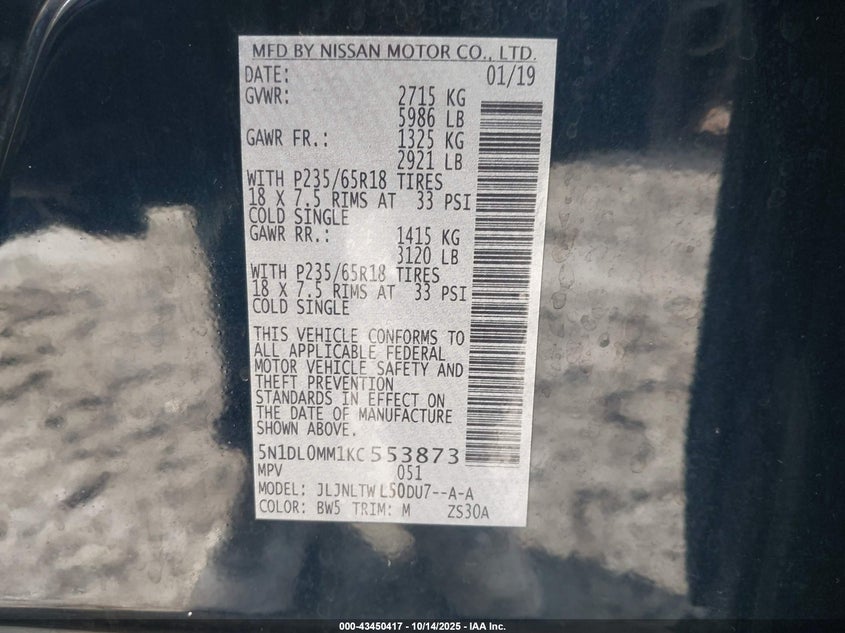 MFD BY NISSAN MOTOR CO., LTD.
DATE: 01/19
GVWR: 2715 KG
5986 LB
GAWR FR.: 1325 KG
2921 LB
WITH P235/65R18 TIRES
18 X 7.5 RIMS AT 33 PSI
COLD SINGLE
GAWR RR.: 1415 KG
3120 LB
WITH P235/65R18 TIRES
18 X 7.5 RIMS AT 33 PSI
COLD SINGLE
THIS VEHICLE CONFORMS TO
ALL APPLICABLE FEDERAL
MOTOR VEHICLE SAFETY AND
THEFT PREVENTION
STANDARDS IN EFFECT ON
THE DATE OF MANUFACTURE
SHOWN ABOVE.
5N1DL0MM1KC553873
MPV 051
MODEL: JLJNLTWL50DU7--A-A
COLOR: BW5 TRIM: M ZS30A
000-43450417 - 10/14/2025 - IAA Inc.